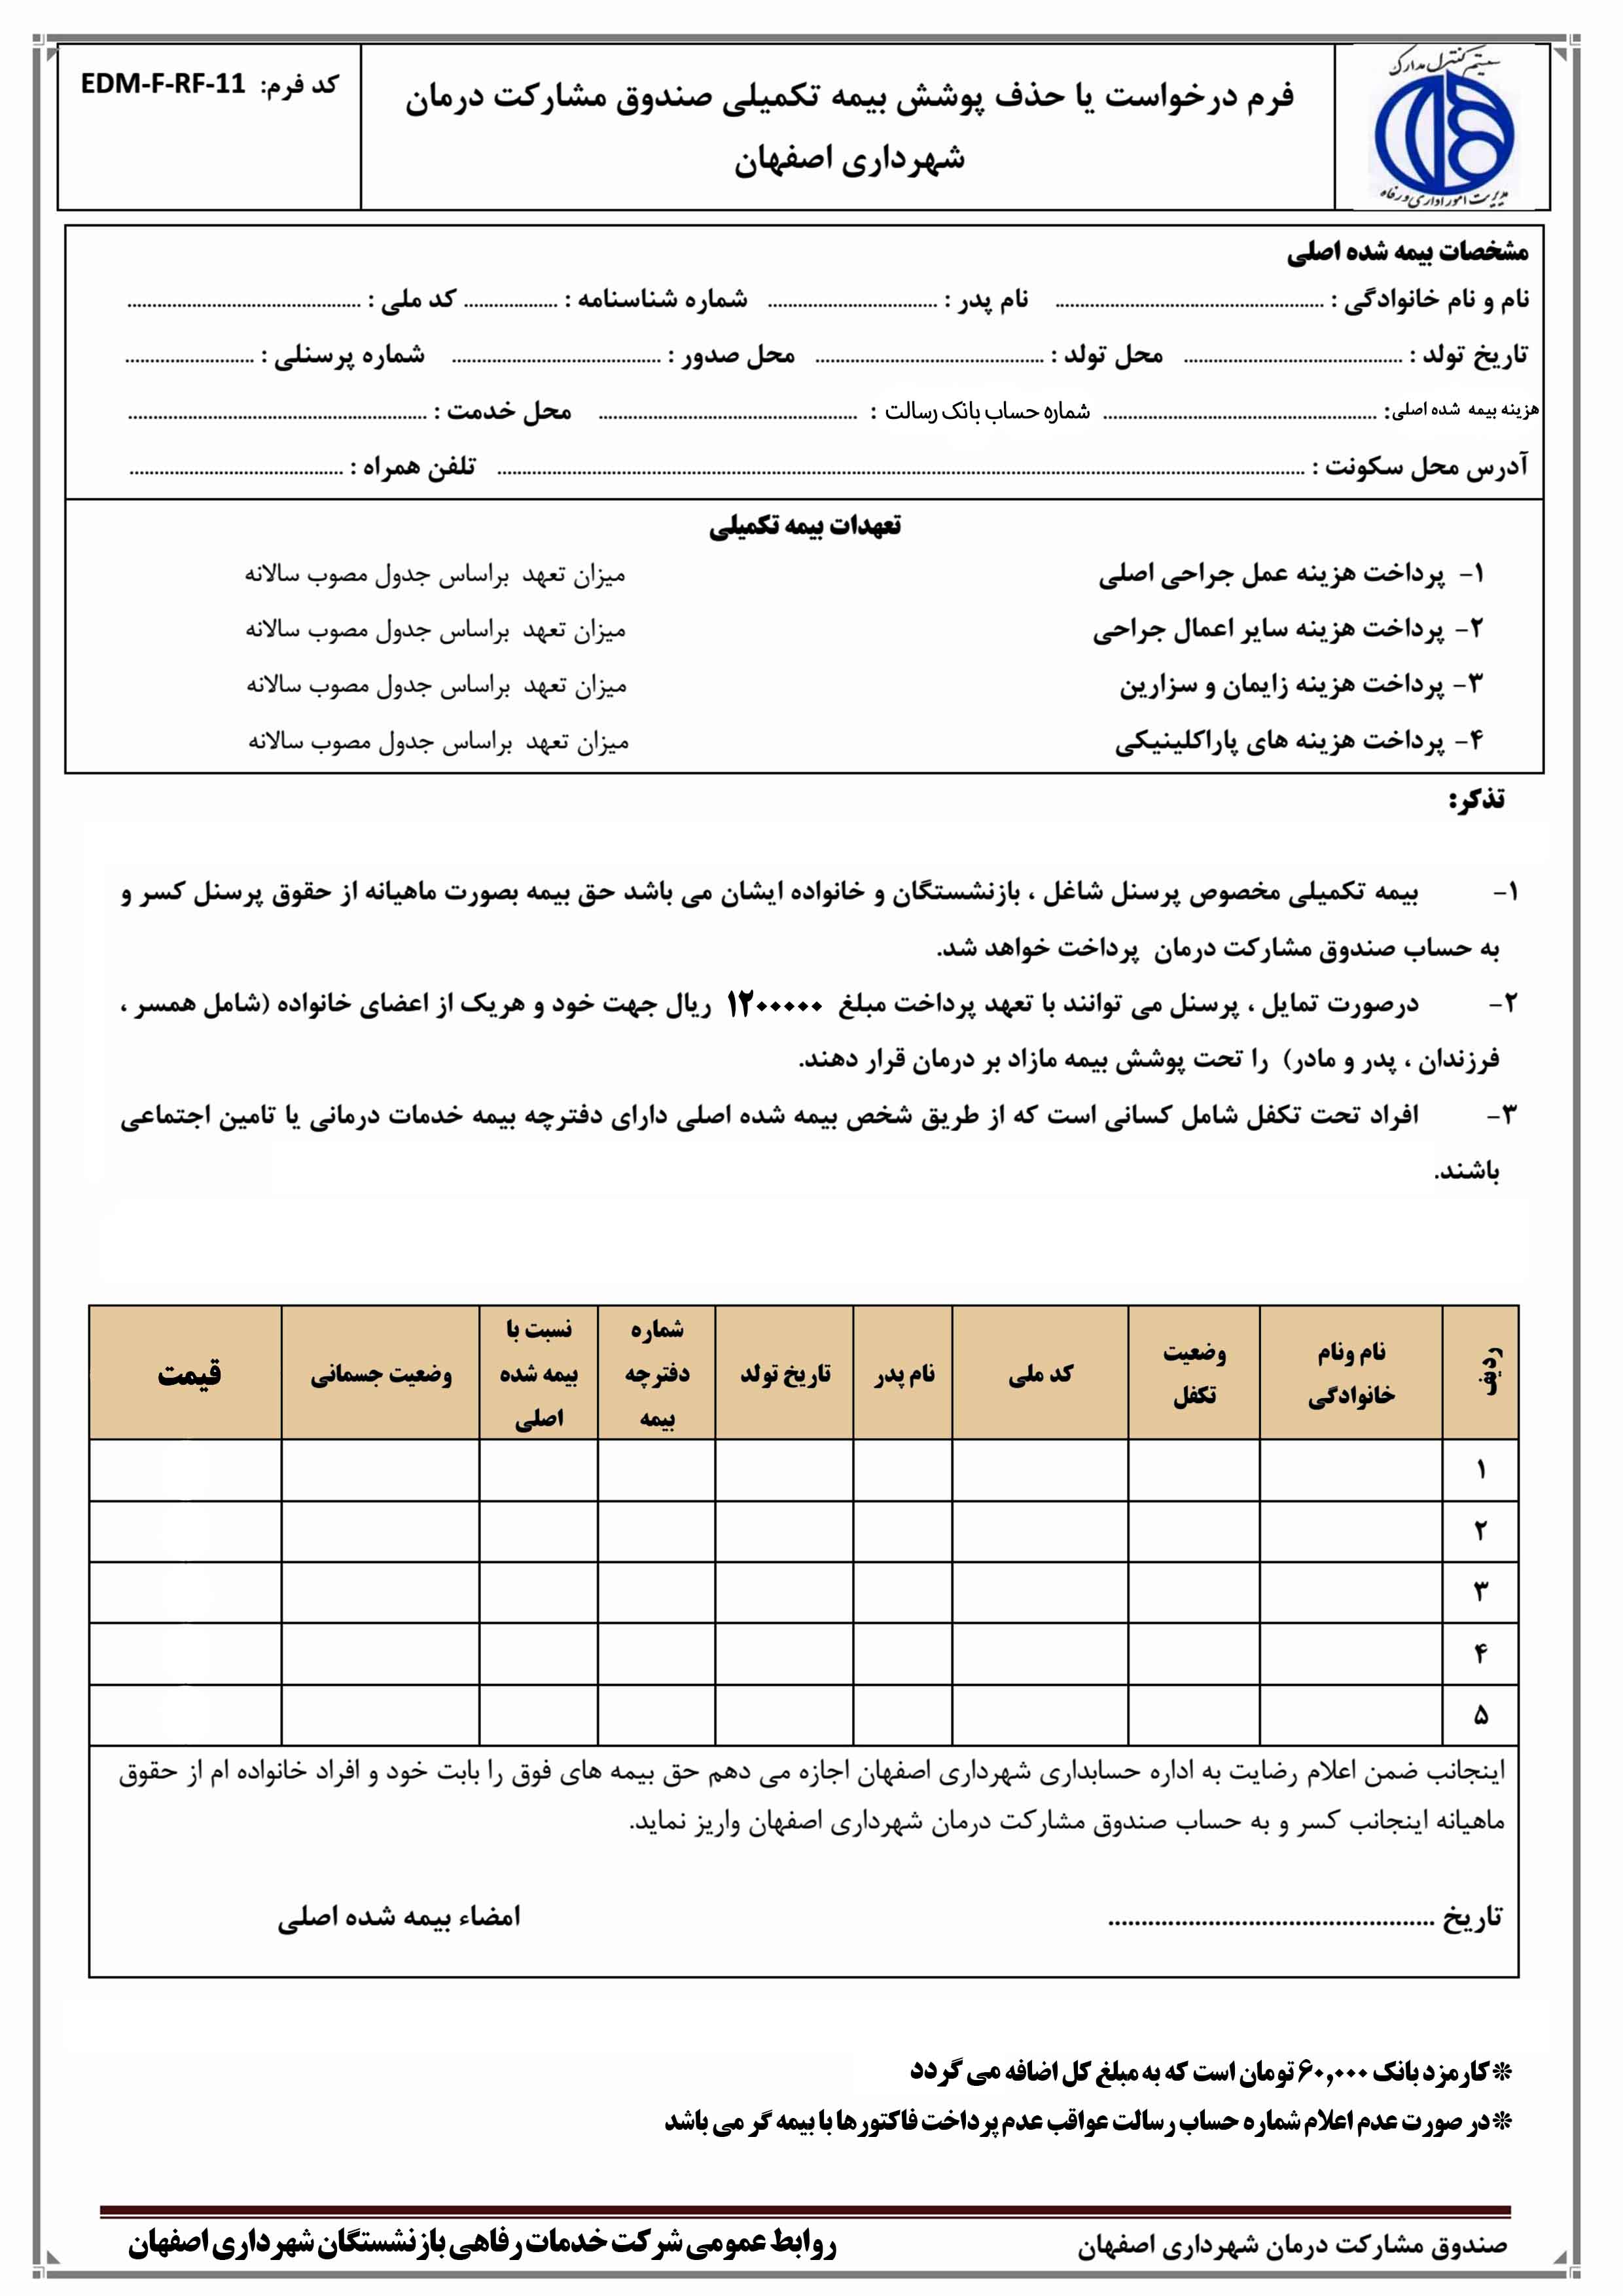 سیستم کنترل مدارک
مدیریت امور اداری و رفاه
فرم درخواست یا حذف پوشش بیمه تکمیلی صندوق مشارکت درمان
شهرداری اصفهان
کد فرم: EDM-F-RF-11
مشخصات بیمه شده اصلی
نام و نام خانوادگی : ............ نام پدر : ............ شماره شناسنامه : ............ کد ملی : ............
تاریخ تولد : ............ محل تولد : ............ محل صدور : ............ شماره پرسنلی : ............
هزینه بیمه شده اصلی: ............ شماره حساب بانک رسالت : ............ محل خدمت : ............
آدرس محل سکونت : ............ تلفن همراه : ............
تعهدات بیمه تکمیلی
۱- پرداخت هزینه عمل جراحی اصلی میزان تعهد براساس جدول مصوب سالانه
۲- پرداخت هزینه سایر اعمال جراحی میزان تعهد براساس جدول مصوب سالانه
۳- پرداخت هزینه زایمان و سزارین میزان تعهد براساس جدول مصوب سالانه
۴- پرداخت هزینه های پاراکلینیکی میزان تعهد براساس جدول مصوب سالانه
تذکر:
۱- بیمه تکمیلی مخصوص پرسنل شاغل ، بازنشستگان و خانواده ایشان می باشد حق بیمه بصورت ماهیانه از حقوق پرسنل کسر و
به حساب صندوق مشارکت درمان پرداخت خواهد شد.
۲- درصورت تمایل ، پرسنل می توانند با تعهد پرداخت مبلغ ۱۲۰۰۰۰۰ ریال جهت خود و هریک از اعضای خانواده (شامل همسر ،
فرزندان ، پدر و مادر) را تحت پوشش بیمه مازاد بر درمان قرار دهند.
۳- افراد تحت تکفل شامل کسانی است که از طریق شخص بیمه شده اصلی دارای دفترچه بیمه خدمات درمانی یا تامین اجتماعی
باشند.
ردیف نام ونام خانوادگی وضعیت تکفل کد ملی نام پدر تاریخ تولد شماره دفترچه بیمه نسبت با بیمه شده اصلی وضعیت جسمانی قیمت
۱
۲
۳
۴
۵
اینجانب ضمن اعلام رضایت به اداره حسابداری شهرداری اصفهان اجازه می دهم حق بیمه های فوق را بابت خود و افراد خانواده ام از حقوق
ماهیانه اینجانب کسر و به حساب صندوق مشارکت درمان شهرداری اصفهان واریز نماید.
تاریخ ............ امضاء بیمه شده اصلی
*کارمزد بانک ۶۰,۰۰۰ تومان است که به مبلغ کل اضافه می گردد
*در صورت عدم اعلام شماره حساب رسالت عواقب عدم پرداخت فاکتورها با بیمه گر می باشد
صندوق مشارکت درمان شهرداری اصفهان روابط عمومی شرکت خدمات رفاهی بازنشستگان شهرداری اصفهان